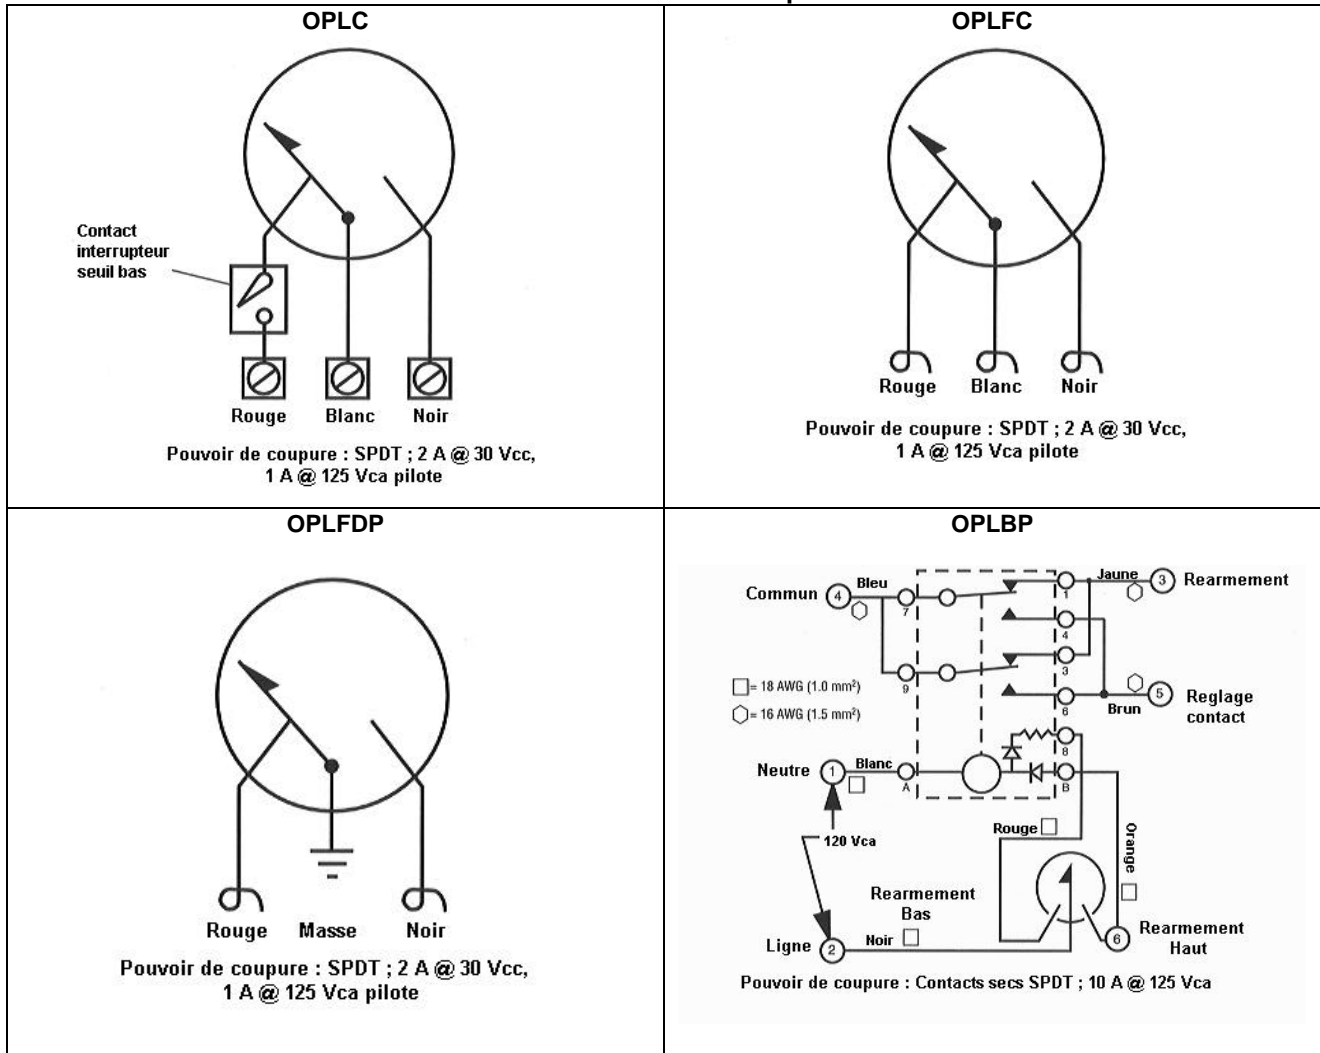 OPLC
Contact
interrupteur
seuil bas
Rouge Blanc Noir
Pouvoir de coupure : SPDT ; 2 A @ 30 Vcc,
1 A @ 125 Vca pilote
OPLFC
Rouge Blanc Noir
Pouvoir de coupure : SPDT ; 2 A @ 30 Vcc,
1 A @ 125 Vca pilote
OPLFDP
Rouge Masse Noir
Pouvoir de coupure : SPDT ; 2 A @ 30 Vcc,
1 A @ 125 Vca pilote
OPLBP
Commun 4 Bleu 7
1 Jaune 3 Rearmement
4
9
3
= 18 AWG (1.0 mm²)
= 16 AWG (1.5 mm²)
6 Brun 5 Reglage
contact
8
Neutre 1 Blanc A
B
120 Vca
Rouge
Orange
Rearmement
Bas
Ligne 2 Noir
6 Rearmement
Haut
Pouvoir de coupure : Contacts secs SPDT ; 10 A @ 125 Vca